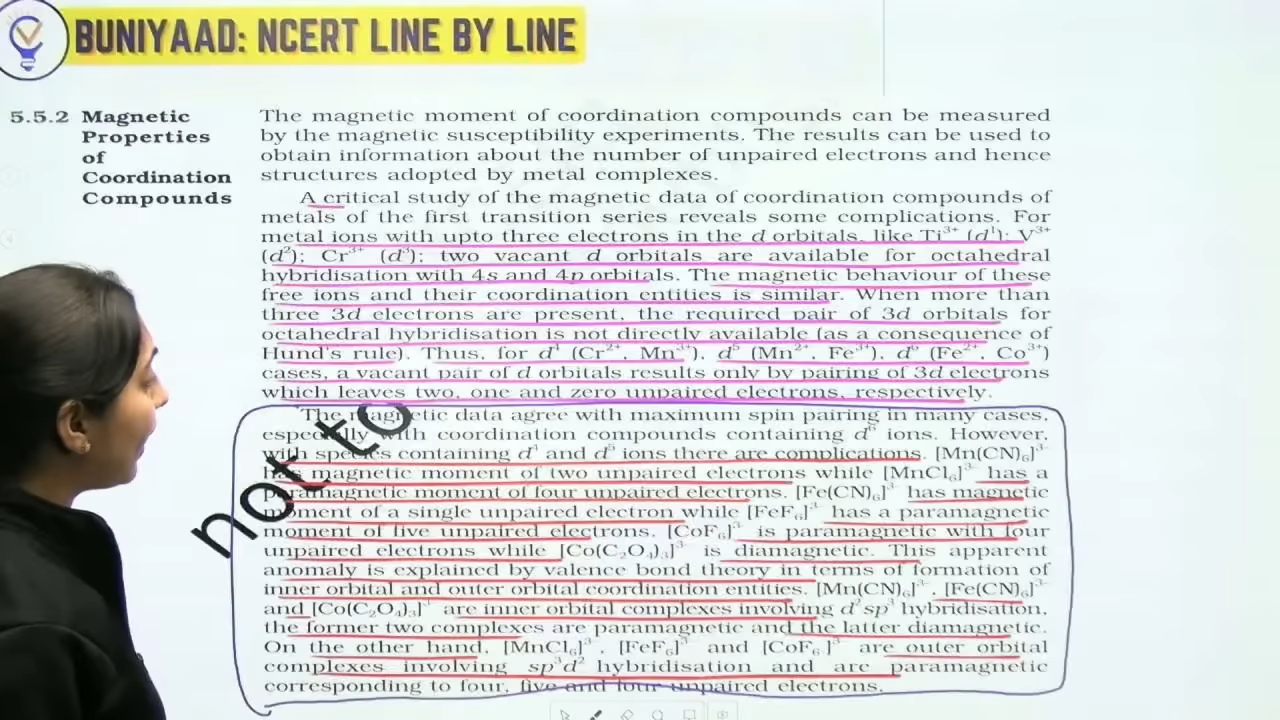 BUNIYAAD: NCERT LINE BY LINE
5.5.2 Magnetic Properties of Coordination Compounds
The magnetic moment of coordination compounds can be measured
by the magnetic susceptibility experiments. The results can be used to
obtain information about the number of unpaired electrons and hence
structures adopted by metal complexes.
A critical study of the magnetic data of coordination compounds of
metals of the first transition series reveals some complications. For
metal ions with upto three electrons in the d orbitals, like Ti³⁺ (d¹); V³⁺
(d²); Cr³⁺ (d³); two vacant d orbitals are available for octahedral
hybridisation with 4s and 4p orbitals. The magnetic behaviour of these
free ions and their coordination entities is similar. When more than
three 3d electrons are present, the required pair of 3d orbitals for
octahedral hybridisation is not directly available (as a consequence of
Hund's rule). Thus, for d⁴ (Cr²⁺, Mn³⁺), d⁵ (Mn²⁺, Fe³⁺), d⁶ (Fe²⁺, Co³⁺)
cases, a vacant pair of d orbitals results only by pairing of 3d electrons
which leaves two, one and zero unpaired electrons, respectively.
The magnetic data agree with maximum spin pairing in many cases,
especially with coordination compounds containing d⁶ ions. However,
with species containing d⁴ and d⁵ ions there are complications. [Mn(CN)₆]³⁻
has magnetic moment of two unpaired electrons while [MnCl₆]³⁻ has a
paramagnetic moment of four unpaired electrons. [Fe(CN)₆]³⁻ has magnetic
moment of a single unpaired electron while [FeF₆]³⁻ has a paramagnetic
moment of five unpaired electrons. [CoF₆]³⁻ is paramagnetic with four
unpaired electrons while [Co(C₂O₄)₃]³⁻ is diamagnetic. This apparent
anomaly is explained by valence bond theory in terms of formation of
inner orbital and outer orbital coordination entities. [Mn(CN)₆]³⁻, [Fe(CN)₆]³⁻
and [Co(C₂O₄)₃]³⁻ are inner orbital complexes involving d²sp³ hybridisation,
the former two complexes are paramagnetic and the latter diamagnetic.
On the other hand, [MnCl₆]³⁻, [FeF₆]³⁻ and [CoF₆]³⁻ are outer orbital
complexes involving sp³d² hybridisation and are paramagnetic
corresponding to four, five and four unpaired electrons.
not to